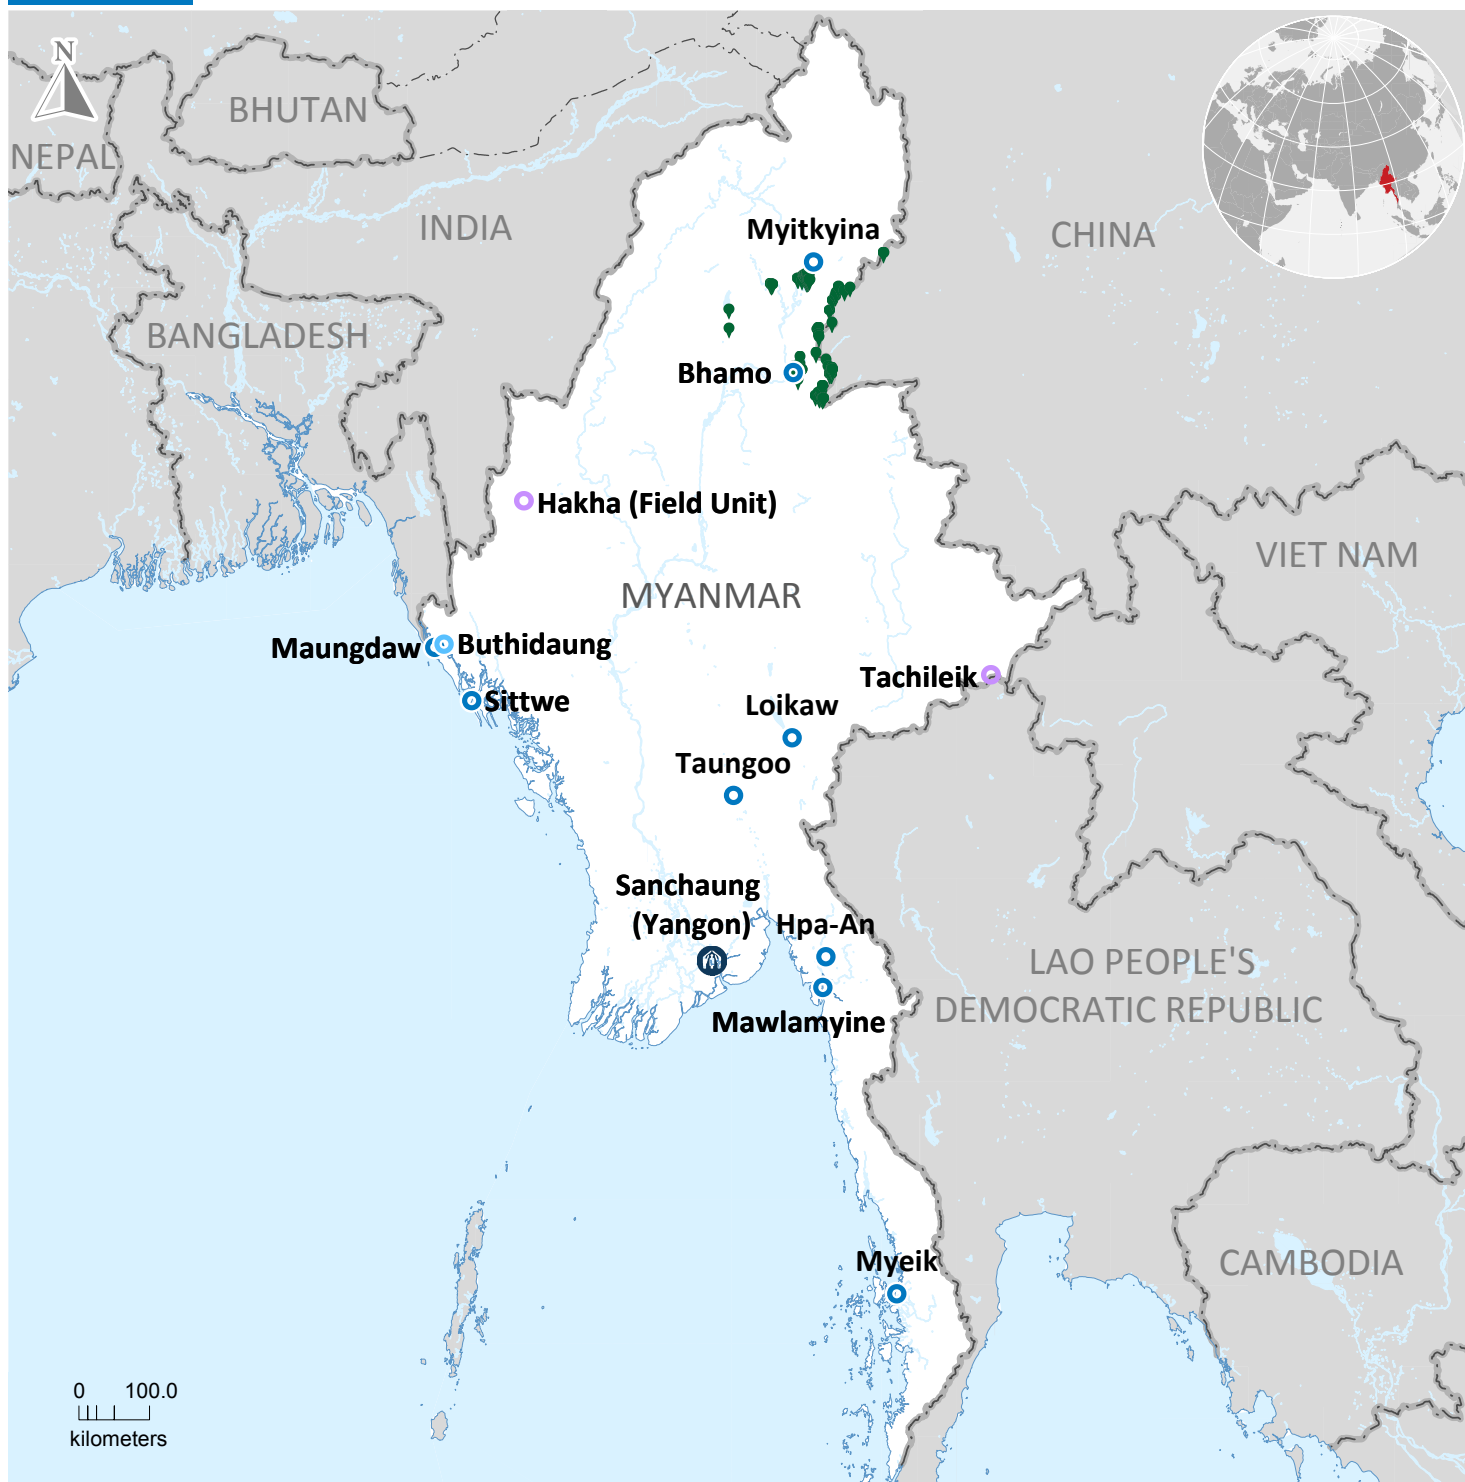 N
BHUTAN
NEPAL
INDIA
CHINA
Myitkyina
BANGLADESH
Bhamo
Hakha (Field Unit)
VIET NAM
MYANMAR
Maungdaw
Buthidaung
Tachileik
Sittwe
Loikaw
Taungoo
Sanchaung
(Yangon)
Hpa-An
LAO PEOPLE'S
DEMOCRATIC REPUBLIC
Mawlamyine
Myeik
CAMBODIA
0 100.0
kilometers